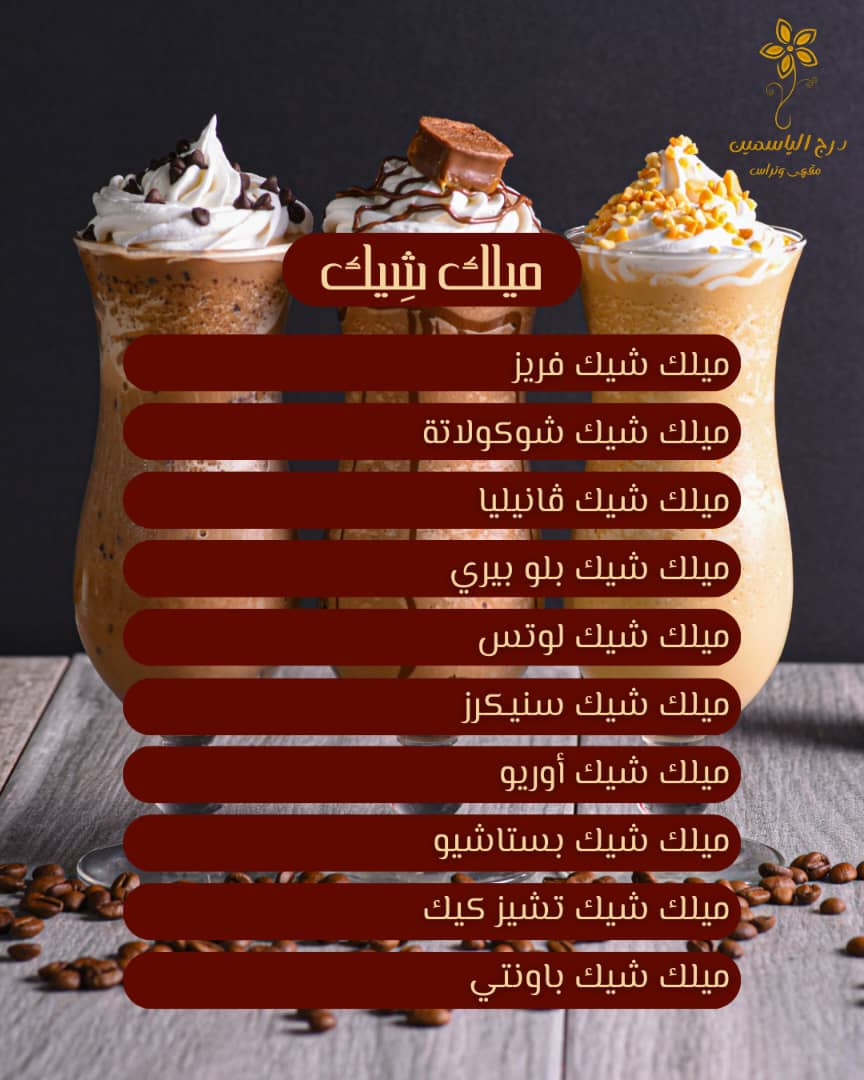 درج الياسمين
مقهى وتراس
ميلك شِيك
ميلك شيك فريز
ميلك شيك شوكولاتة
ميلك شيك ڤانيليا
ميلك شيك بلو بيري
ميلك شيك لوتس
ميلك شيك سنيكرز
ميلك شيك أوريو
ميلك شيك بستاشيو
ميلك شيك تشيز كيك
ميلك شيك باونتي